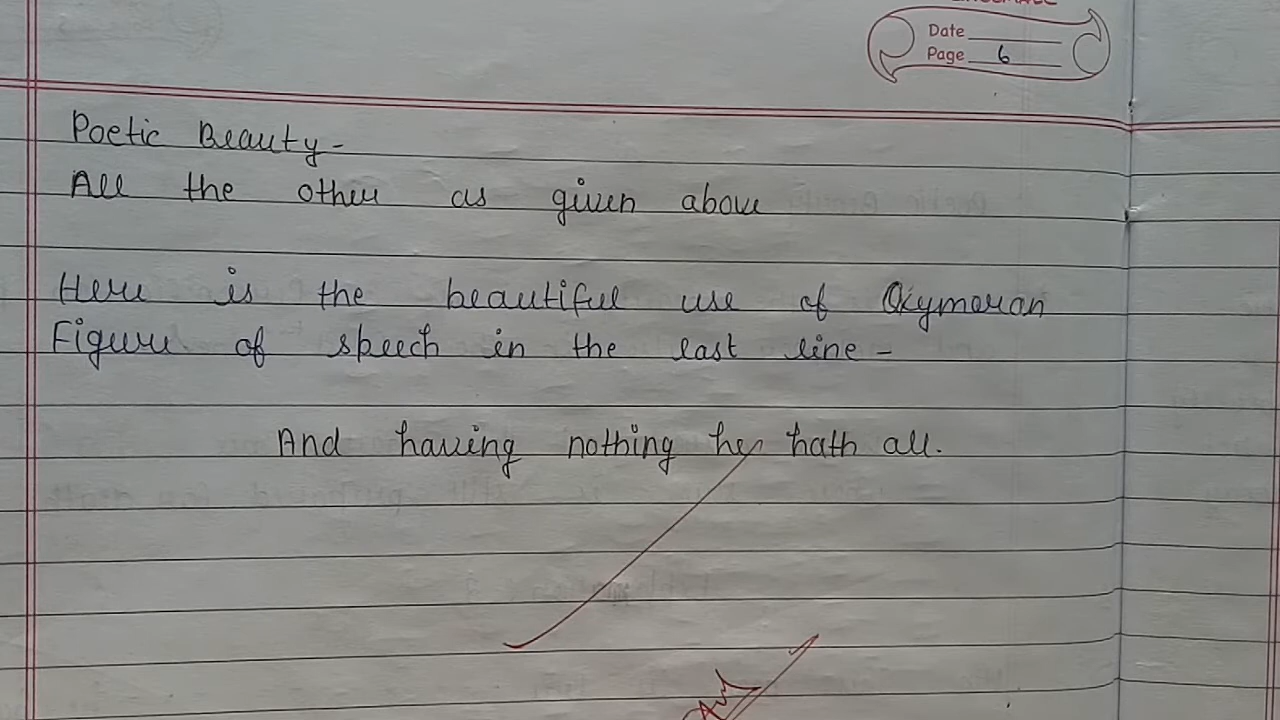 Date
Page 6
Poetic Beauty -
All the other as given above
Here is the beautiful use of Oxymoron
Figure of speech in the last line -
And having nothing he hath all.